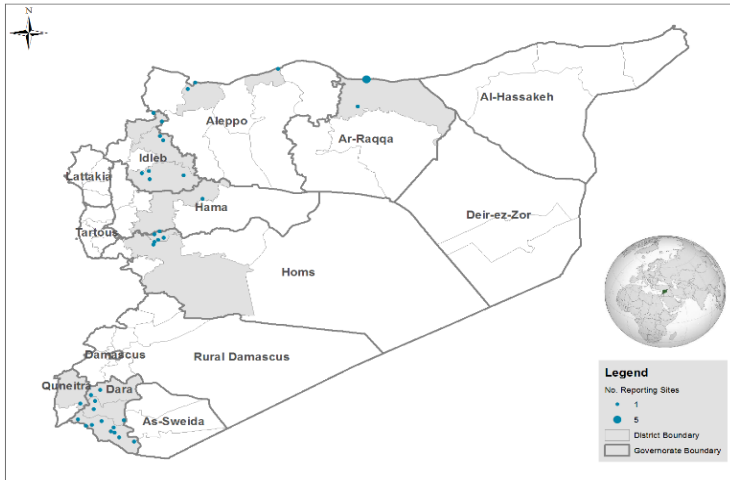 N
Al-Hassakeh
Aleppo
Ar-Raqqa
Idleb
Lattakia
Hama
Deir-ez-Zor
Tartous
Homs
Damascus
Rural Damascus
Quneitra
Dara
As-Sweida
Legend
No. Reporting Sites
1
5
District Boundary
Governorate Boundary